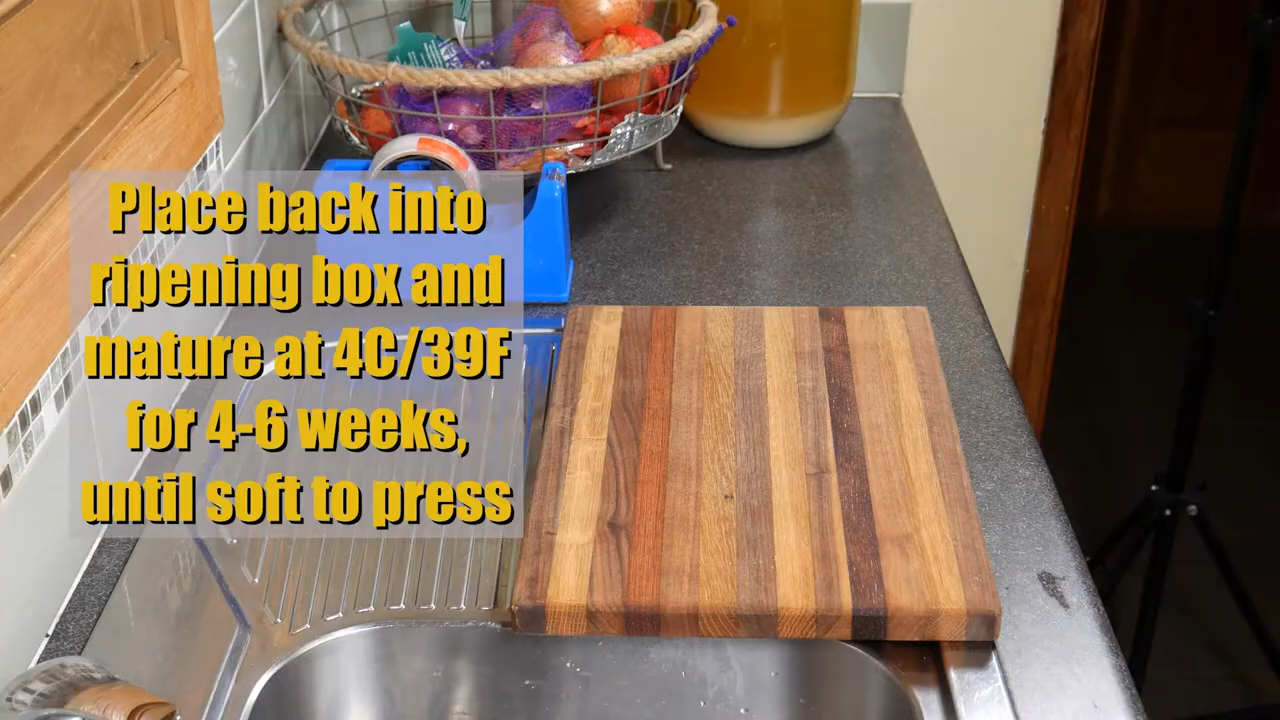 Place back into
ripening box and
mature at 4C/39F
for 4-6 weeks,
until soft to press